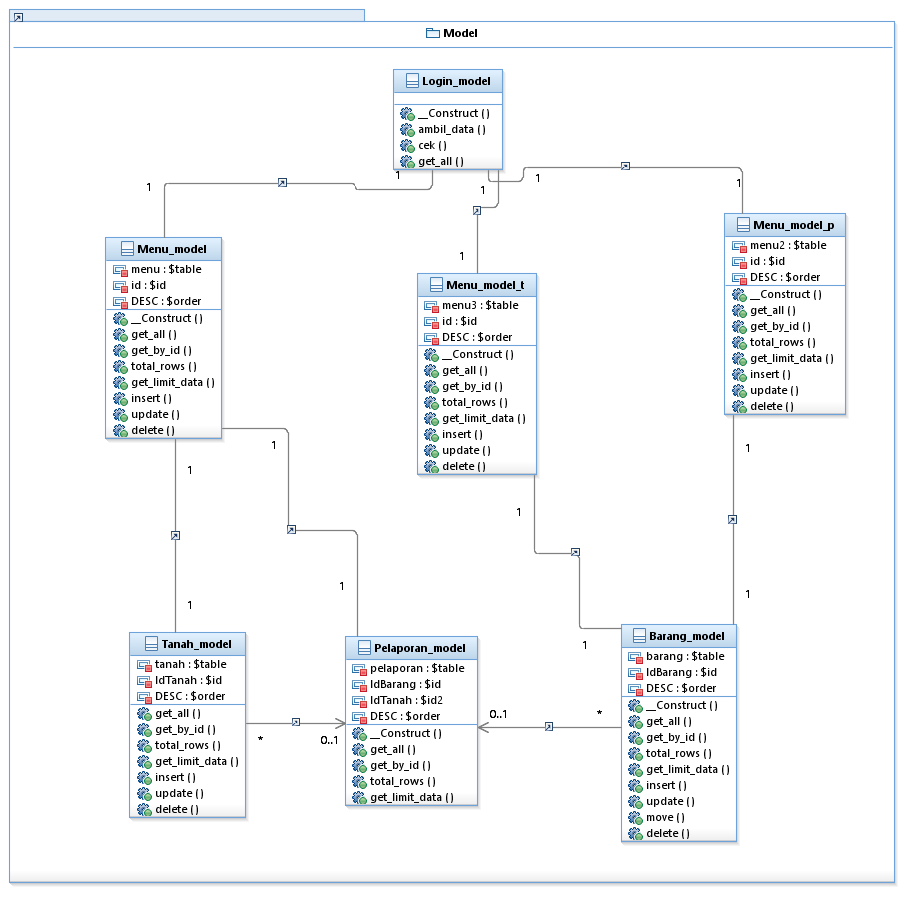 Model
Login_model
__Construct ()
ambil_data ()
cek ()
get_all ()
1
1
1
1
1
1
Menu_model
menu : $table
id : $id
DESC : $order
__Construct ()
get_all ()
get_by_id ()
total_rows ()
get_limit_data ()
insert ()
update ()
delete ()
Menu_model_t
menu3 : $table
id : $id
DESC : $order
__Construct ()
get_all ()
get_by_id ()
total_rows ()
get_limit_data ()
insert ()
update ()
delete ()
Menu_model_p
menu2 : $table
id : $id
DESC : $order
__Construct ()
get_all ()
get_by_id ()
total_rows ()
get_limit_data ()
insert ()
update ()
delete ()
1
1
1
1
1
1
1
1
Tanah_model
tanah : $table
IdTanah : $id
DESC : $order
get_all ()
get_by_id ()
total_rows ()
get_limit_data ()
insert ()
update ()
delete ()
*
0..1
Pelaporan_model
pelaporan : $table
IdBarang : $id
IdTanah : $id2
DESC : $order
__Construct ()
get_all ()
get_by_id ()
total_rows ()
get_limit_data ()
0..1
*
Barang_model
barang : $table
IdBarang : $id
DESC : $order
__Construct ()
get_all ()
get_by_id ()
total_rows ()
get_limit_data ()
insert ()
update ()
move ()
delete ()